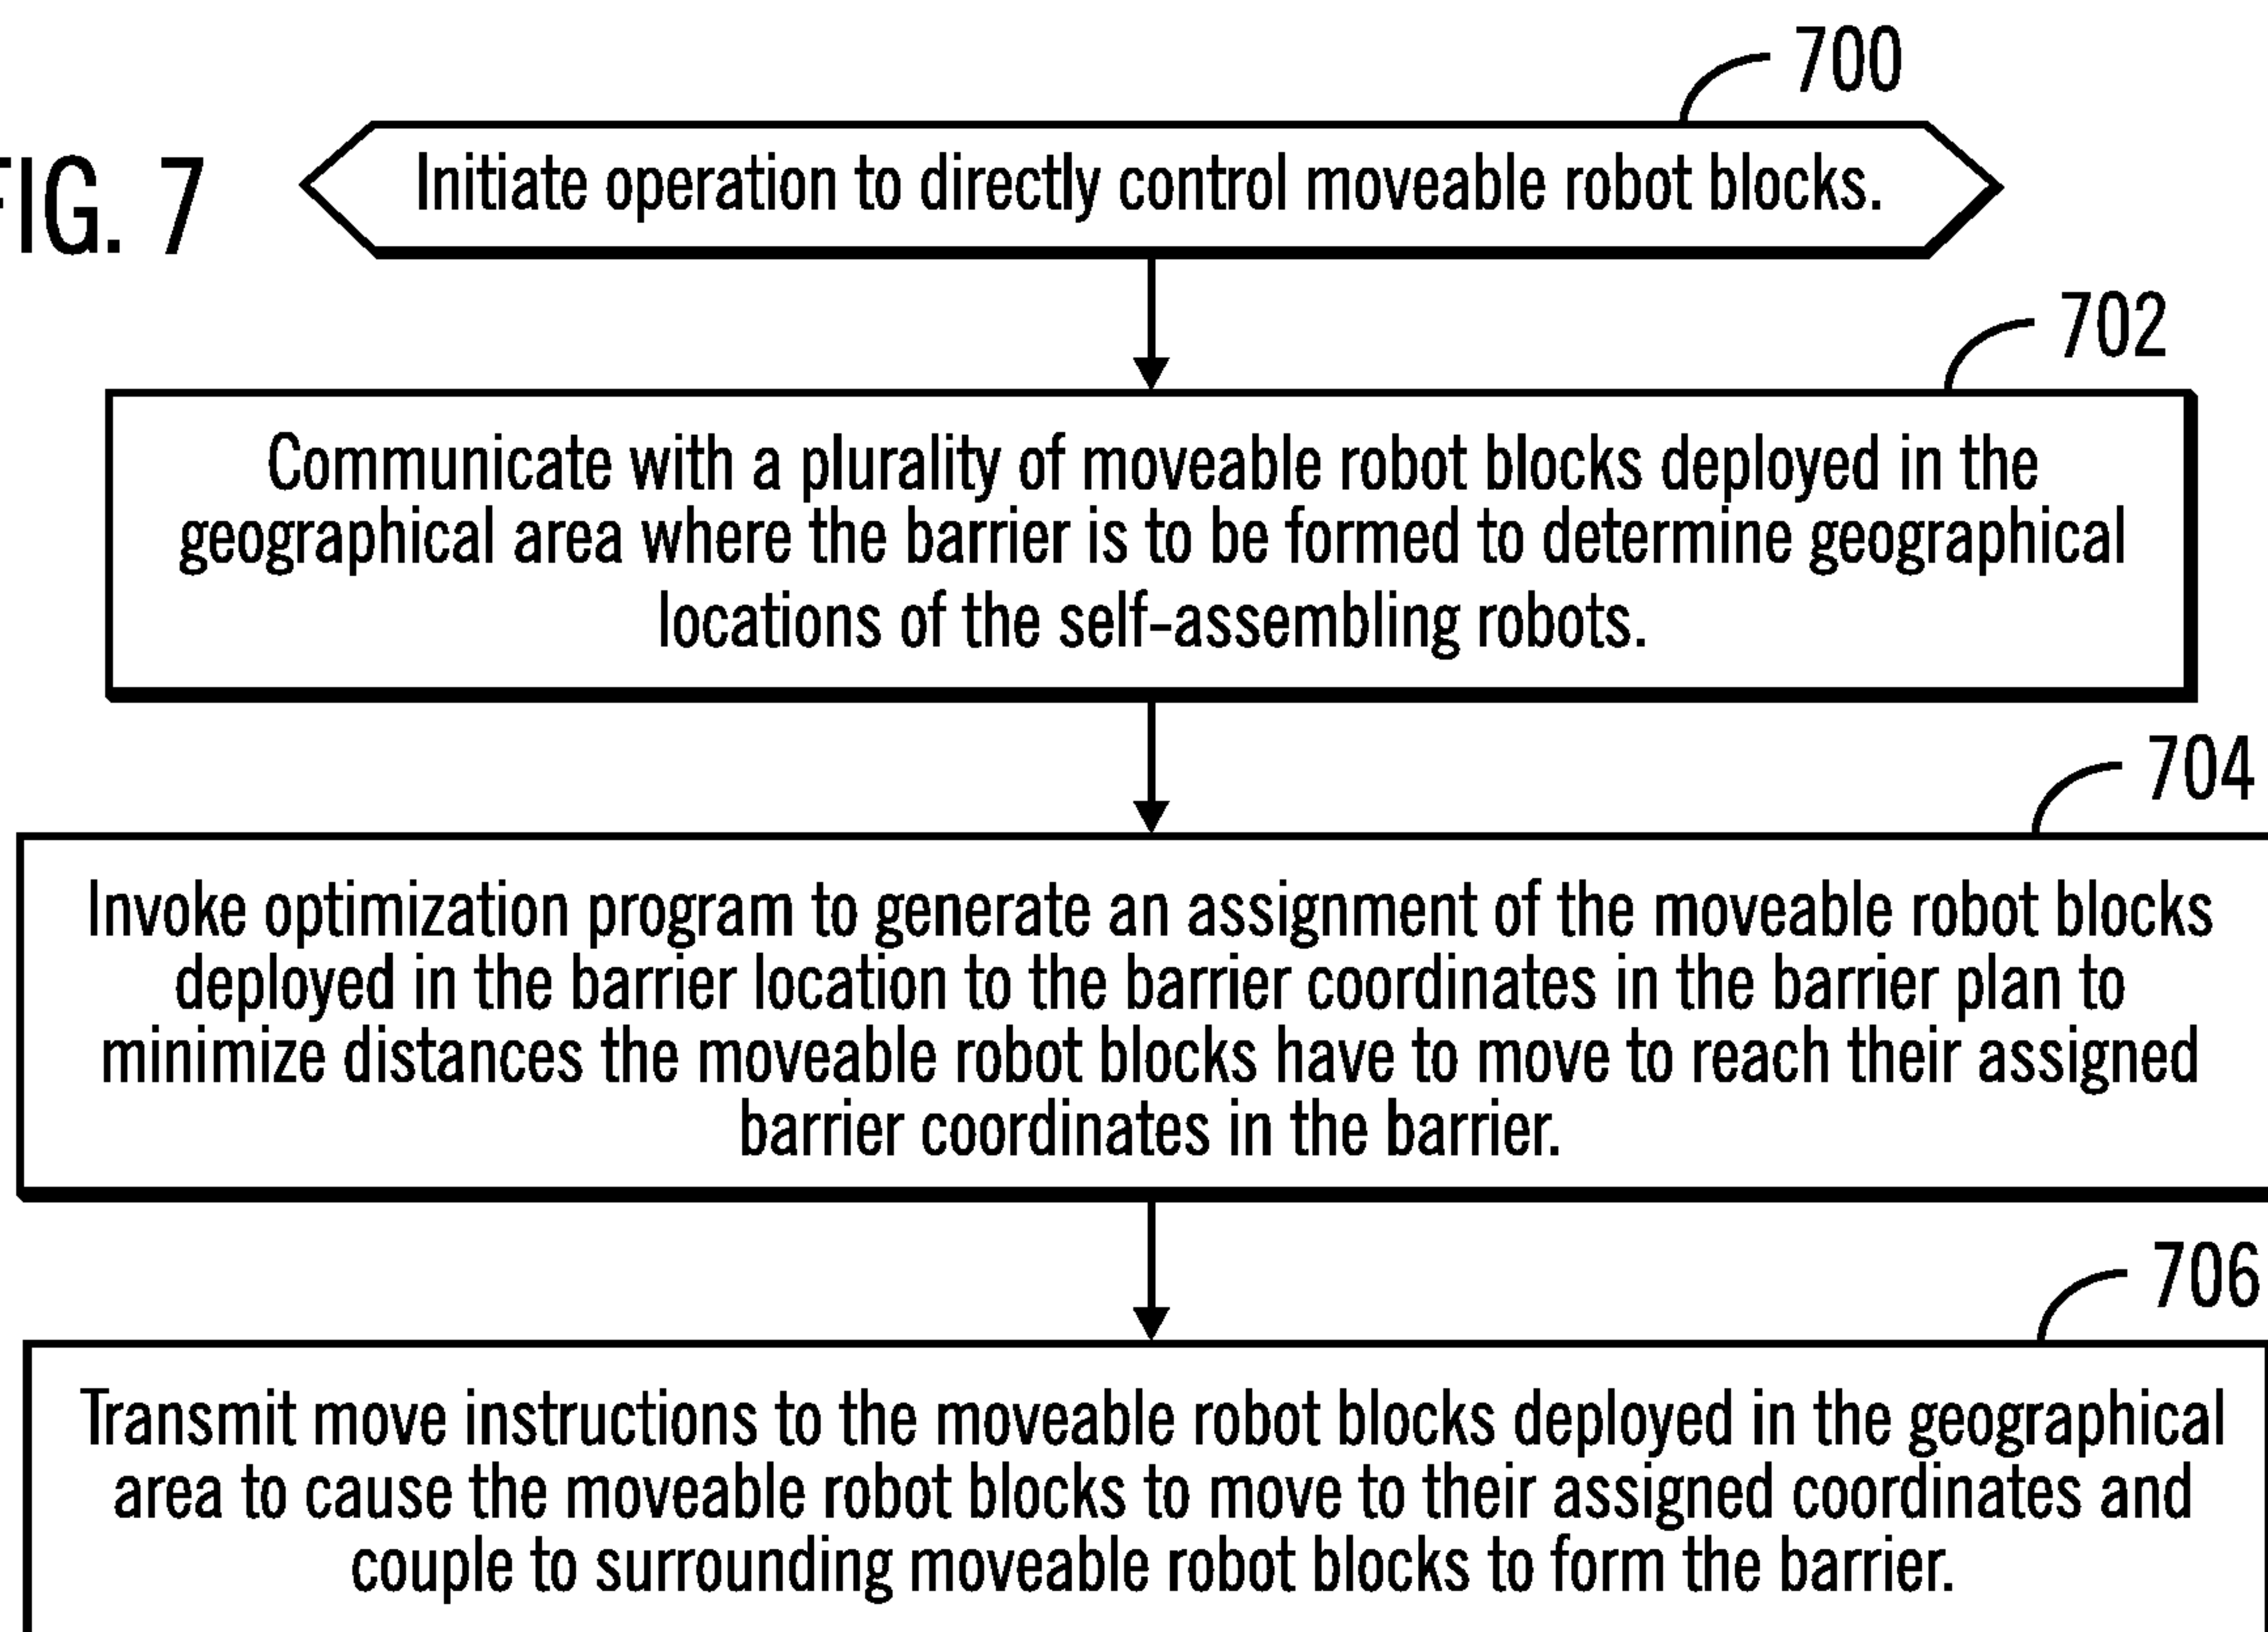 700
FIG. 7
Initiate operation to directly control moveable robot blocks.
702
Communicate with a plurality of moveable robot blocks deployed in the
geographical area where the barrier is to be formed to determine geographical
locations of the self-assembling robots.
704
Invoke optimization program to generate an assignment of the moveable robot blocks
deployed in the barrier location to the barrier coordinates in the barrier plan to
minimize distances the moveable robot blocks have to move to reach their assigned
barrier coordinates in the barrier.
706
Transmit move instructions to the moveable robot blocks deployed in the geographical
area to cause the moveable robot blocks to move to their assigned coordinates and
couple to surrounding moveable robot blocks to form the barrier.